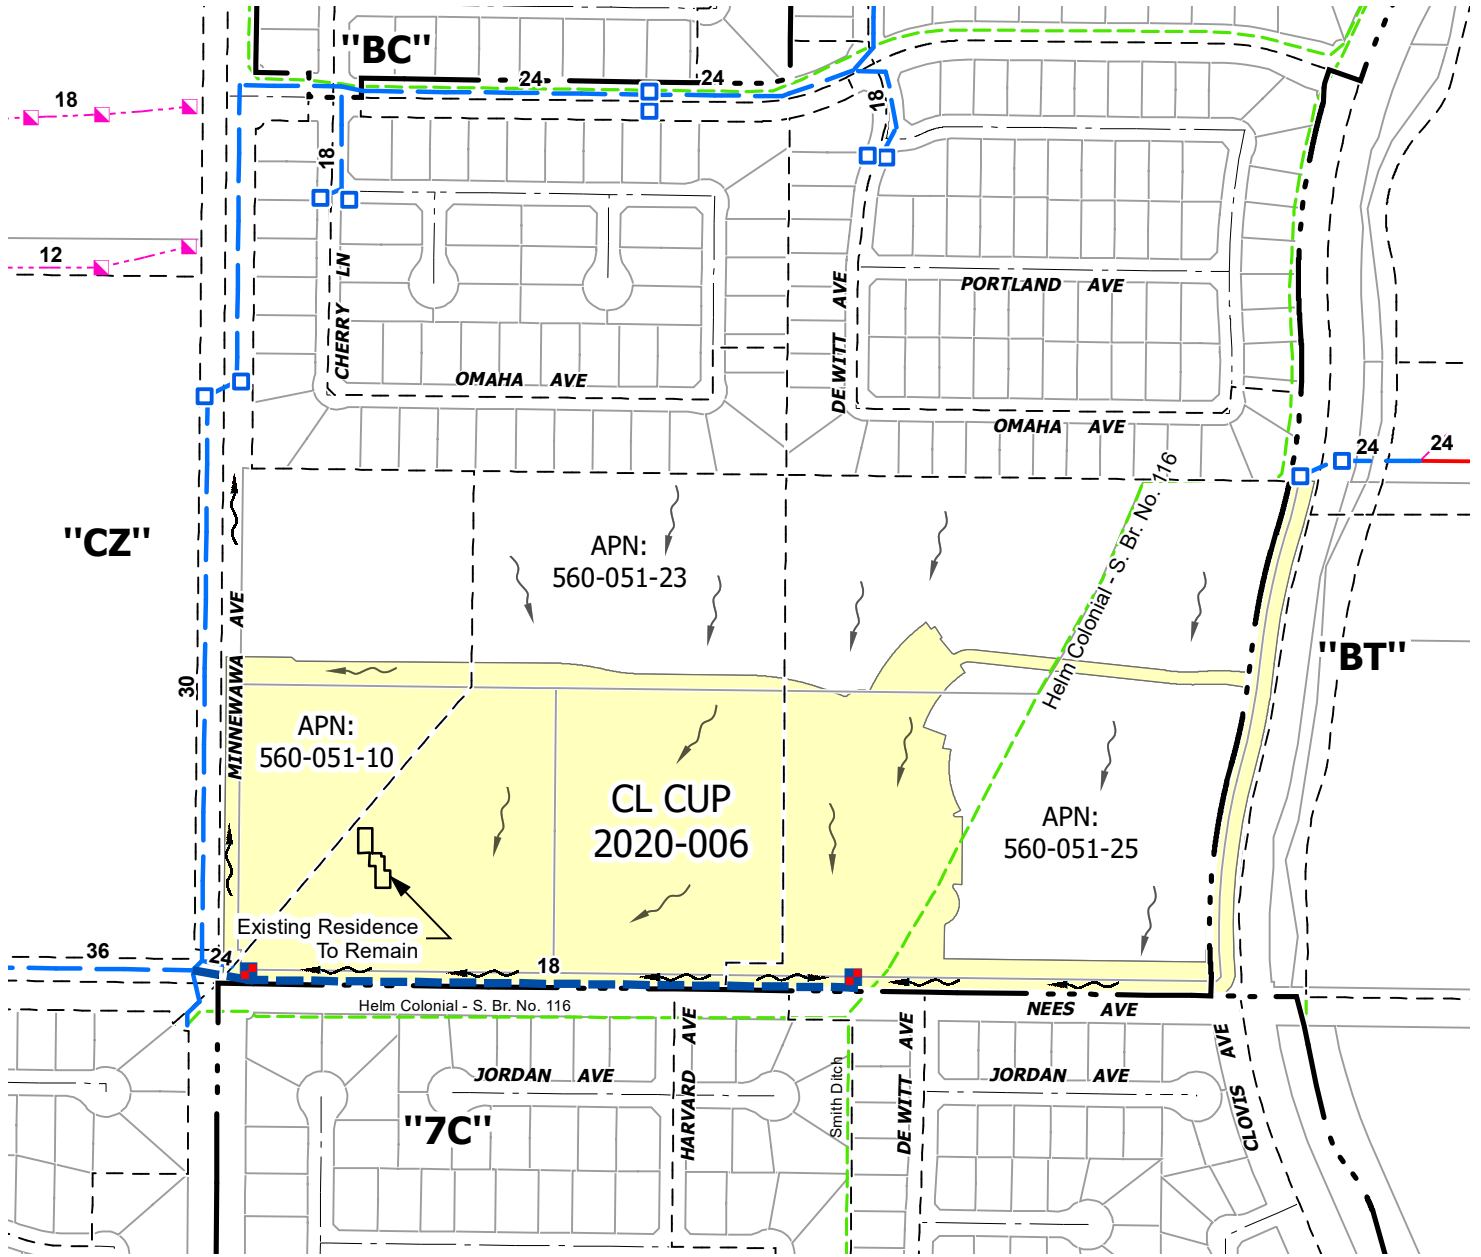 "BC"
24
24
18
18
18
12
CHERRY LN
DE WITT AVE
PORTLAND AVE
OMAHA AVE
OMAHA AVE
24
24
Helm Colonial - S. Br. No. 116
"CZ"
APN:
560-051-23
MINNEWAWA AVE
"BT"
30
APN:
560-051-10
CL CUP
2020-006
APN:
560-051-25
Existing Residence
To Remain
36
24
18
Helm Colonial - S. Br. No. 116
NEES AVE
HARVARD AVE
DE WITT AVE
CLOVIS AVE
JORDAN AVE
JORDAN AVE
Smith Ditch
"7C"